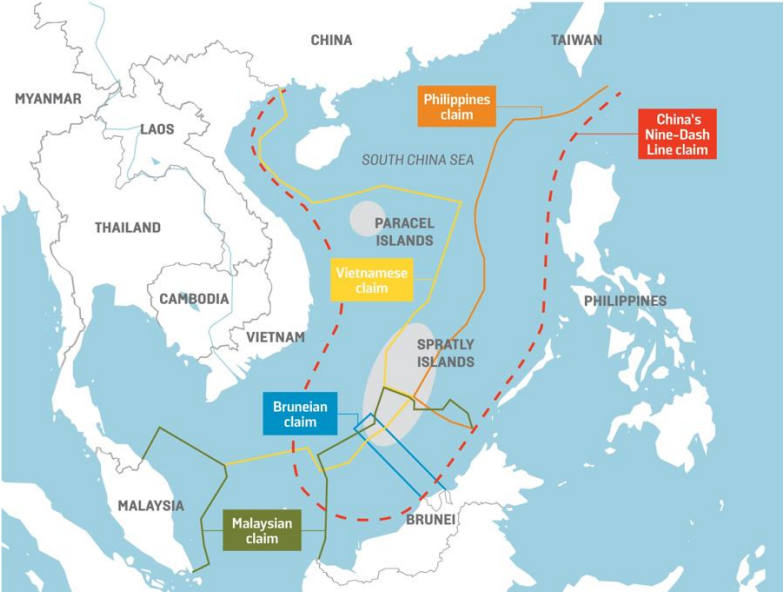 CHINA
TAIWAN
MYANMAR
Philippines
claim
China's
Nine-Dash
Line claim
LAOS
SOUTH CHINA SEA
THAILAND
PARACEL
ISLANDS
Vietnamese
claim
CAMBODIA
PHILIPPINES
VIETNAM
SPRATLY
ISLANDS
Bruneian
claim
MALAYSIA
Malaysian
claim
BRUNEI